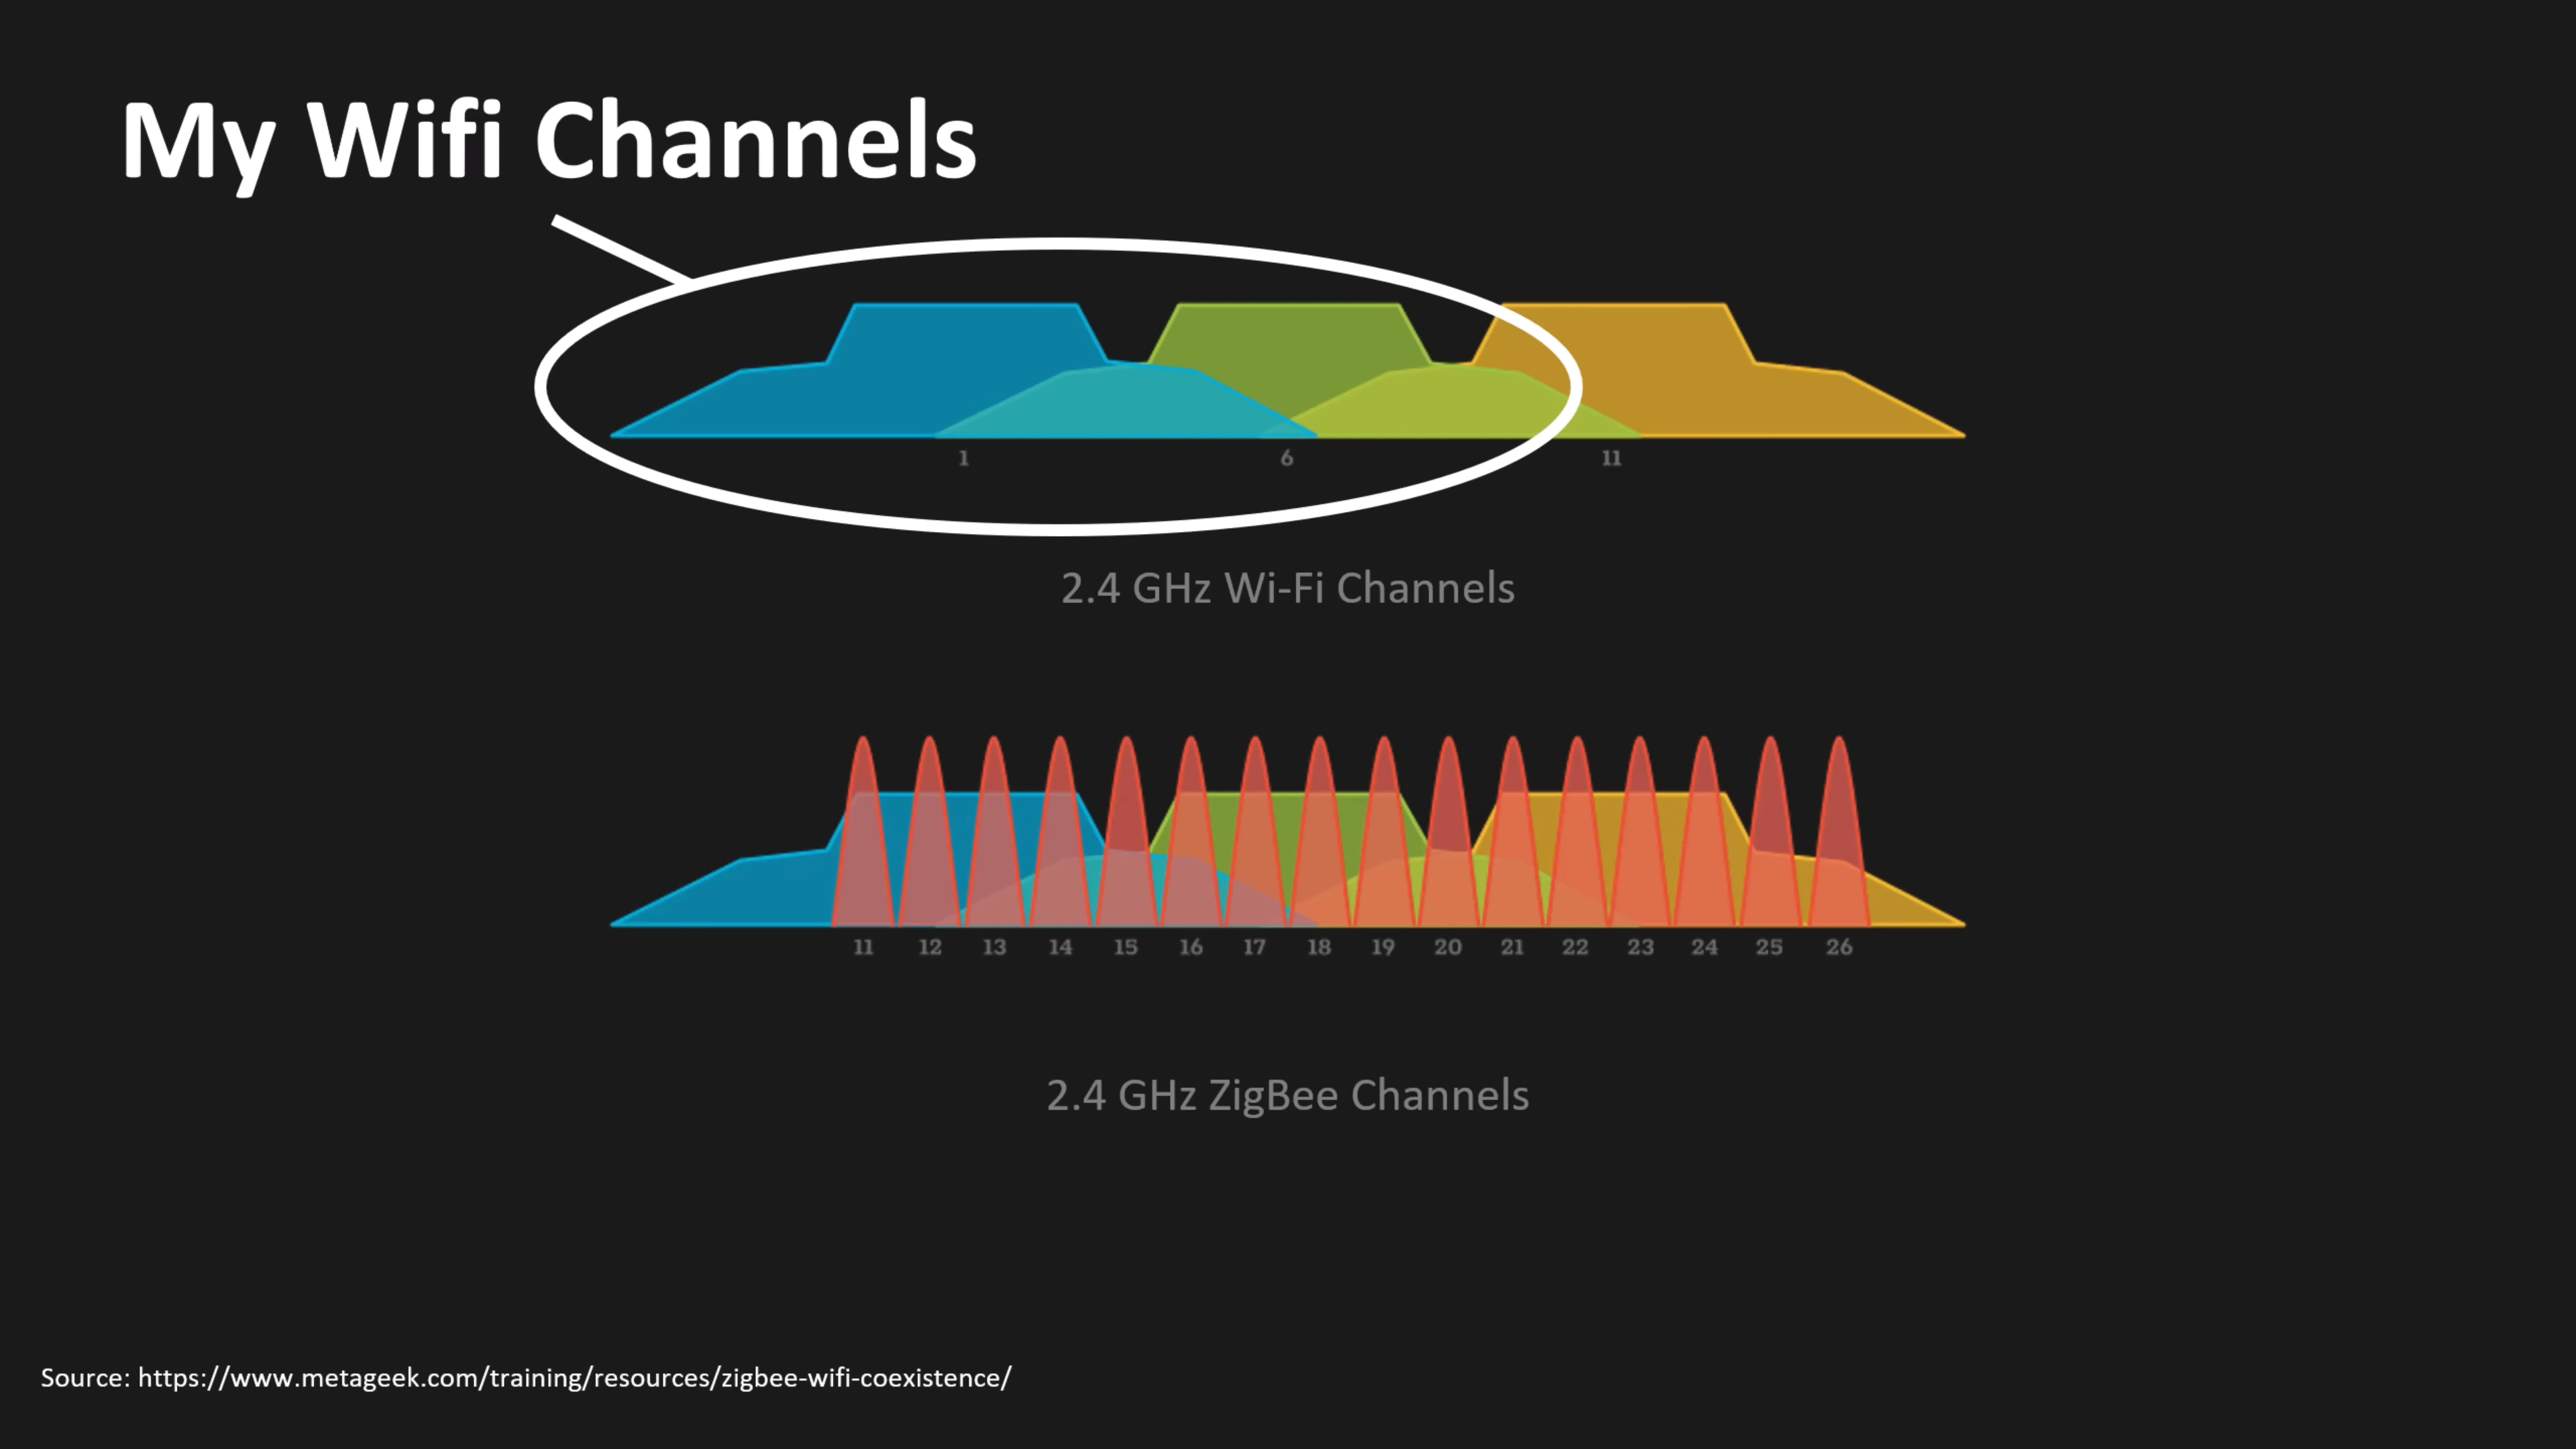 My Wifi Channels
1 6 11
2.4 GHz Wi-Fi Channels
11 12 13 14 15 16 17 18 19 20 21 22 23 24 25 26
2.4 GHz ZigBee Channels
Source: https://www.metageek.com/training/resources/zigbee-wifi-coexistence/